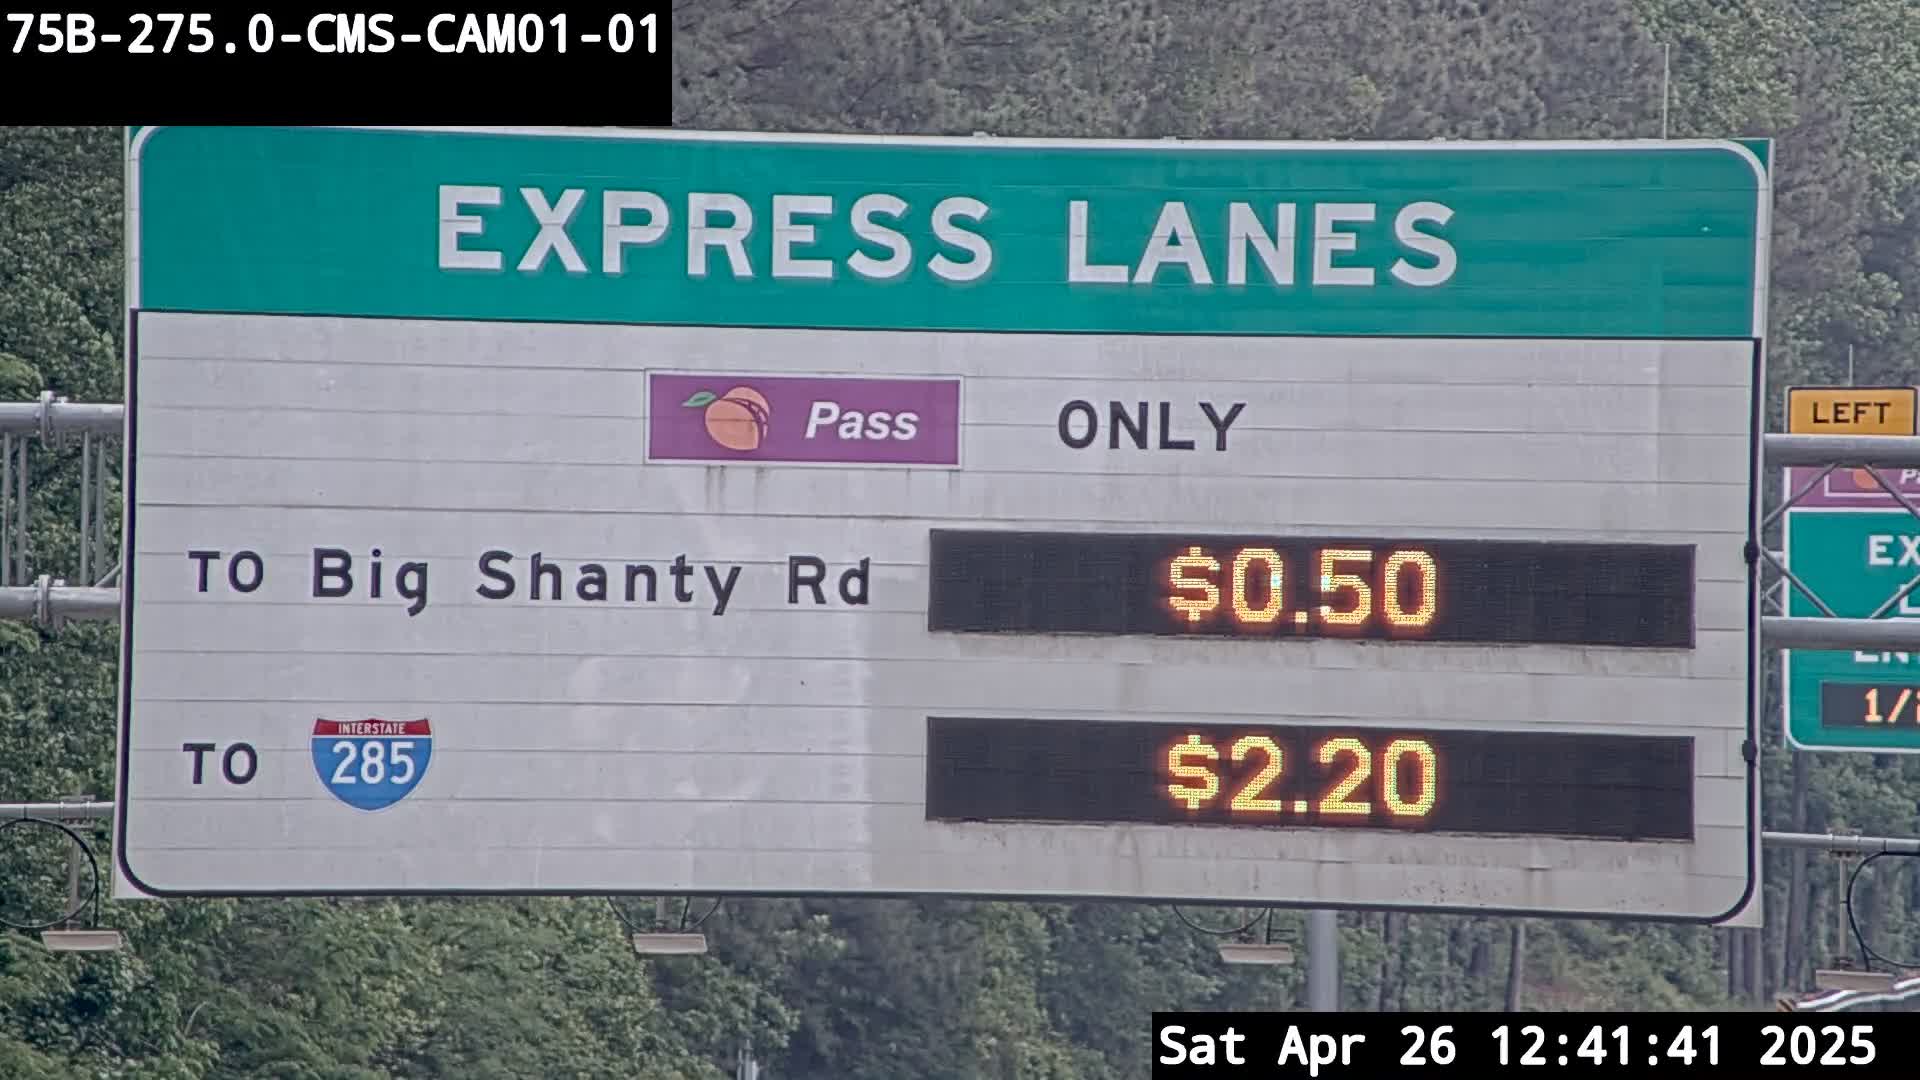 75B-275.0-CMS-CAM01-01
EXPRESS LANES
Pass ONLY
TO Big Shanty Rd $0.50
TO INTERSTATE 285 $2.20
LEFT
Sat Apr 26 12:41:41 2025